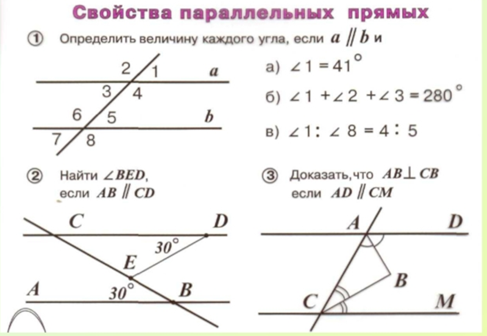 Свойства параллельных прямых
1 Определить величину каждого угла, если a ∥ b и
2 1 a
3 4
6 5 b
7 8
а) ∠1 = 41°
б) ∠1 + ∠2 + ∠3 = 280°
в) ∠1 : ∠8 = 4 : 5
2 Найти ∠BED,
если AB ∥ CD
C D
30°
E
A 30° B
3 Доказать,что AB⊥CB
если AD ∥ CM
A D
B
C M